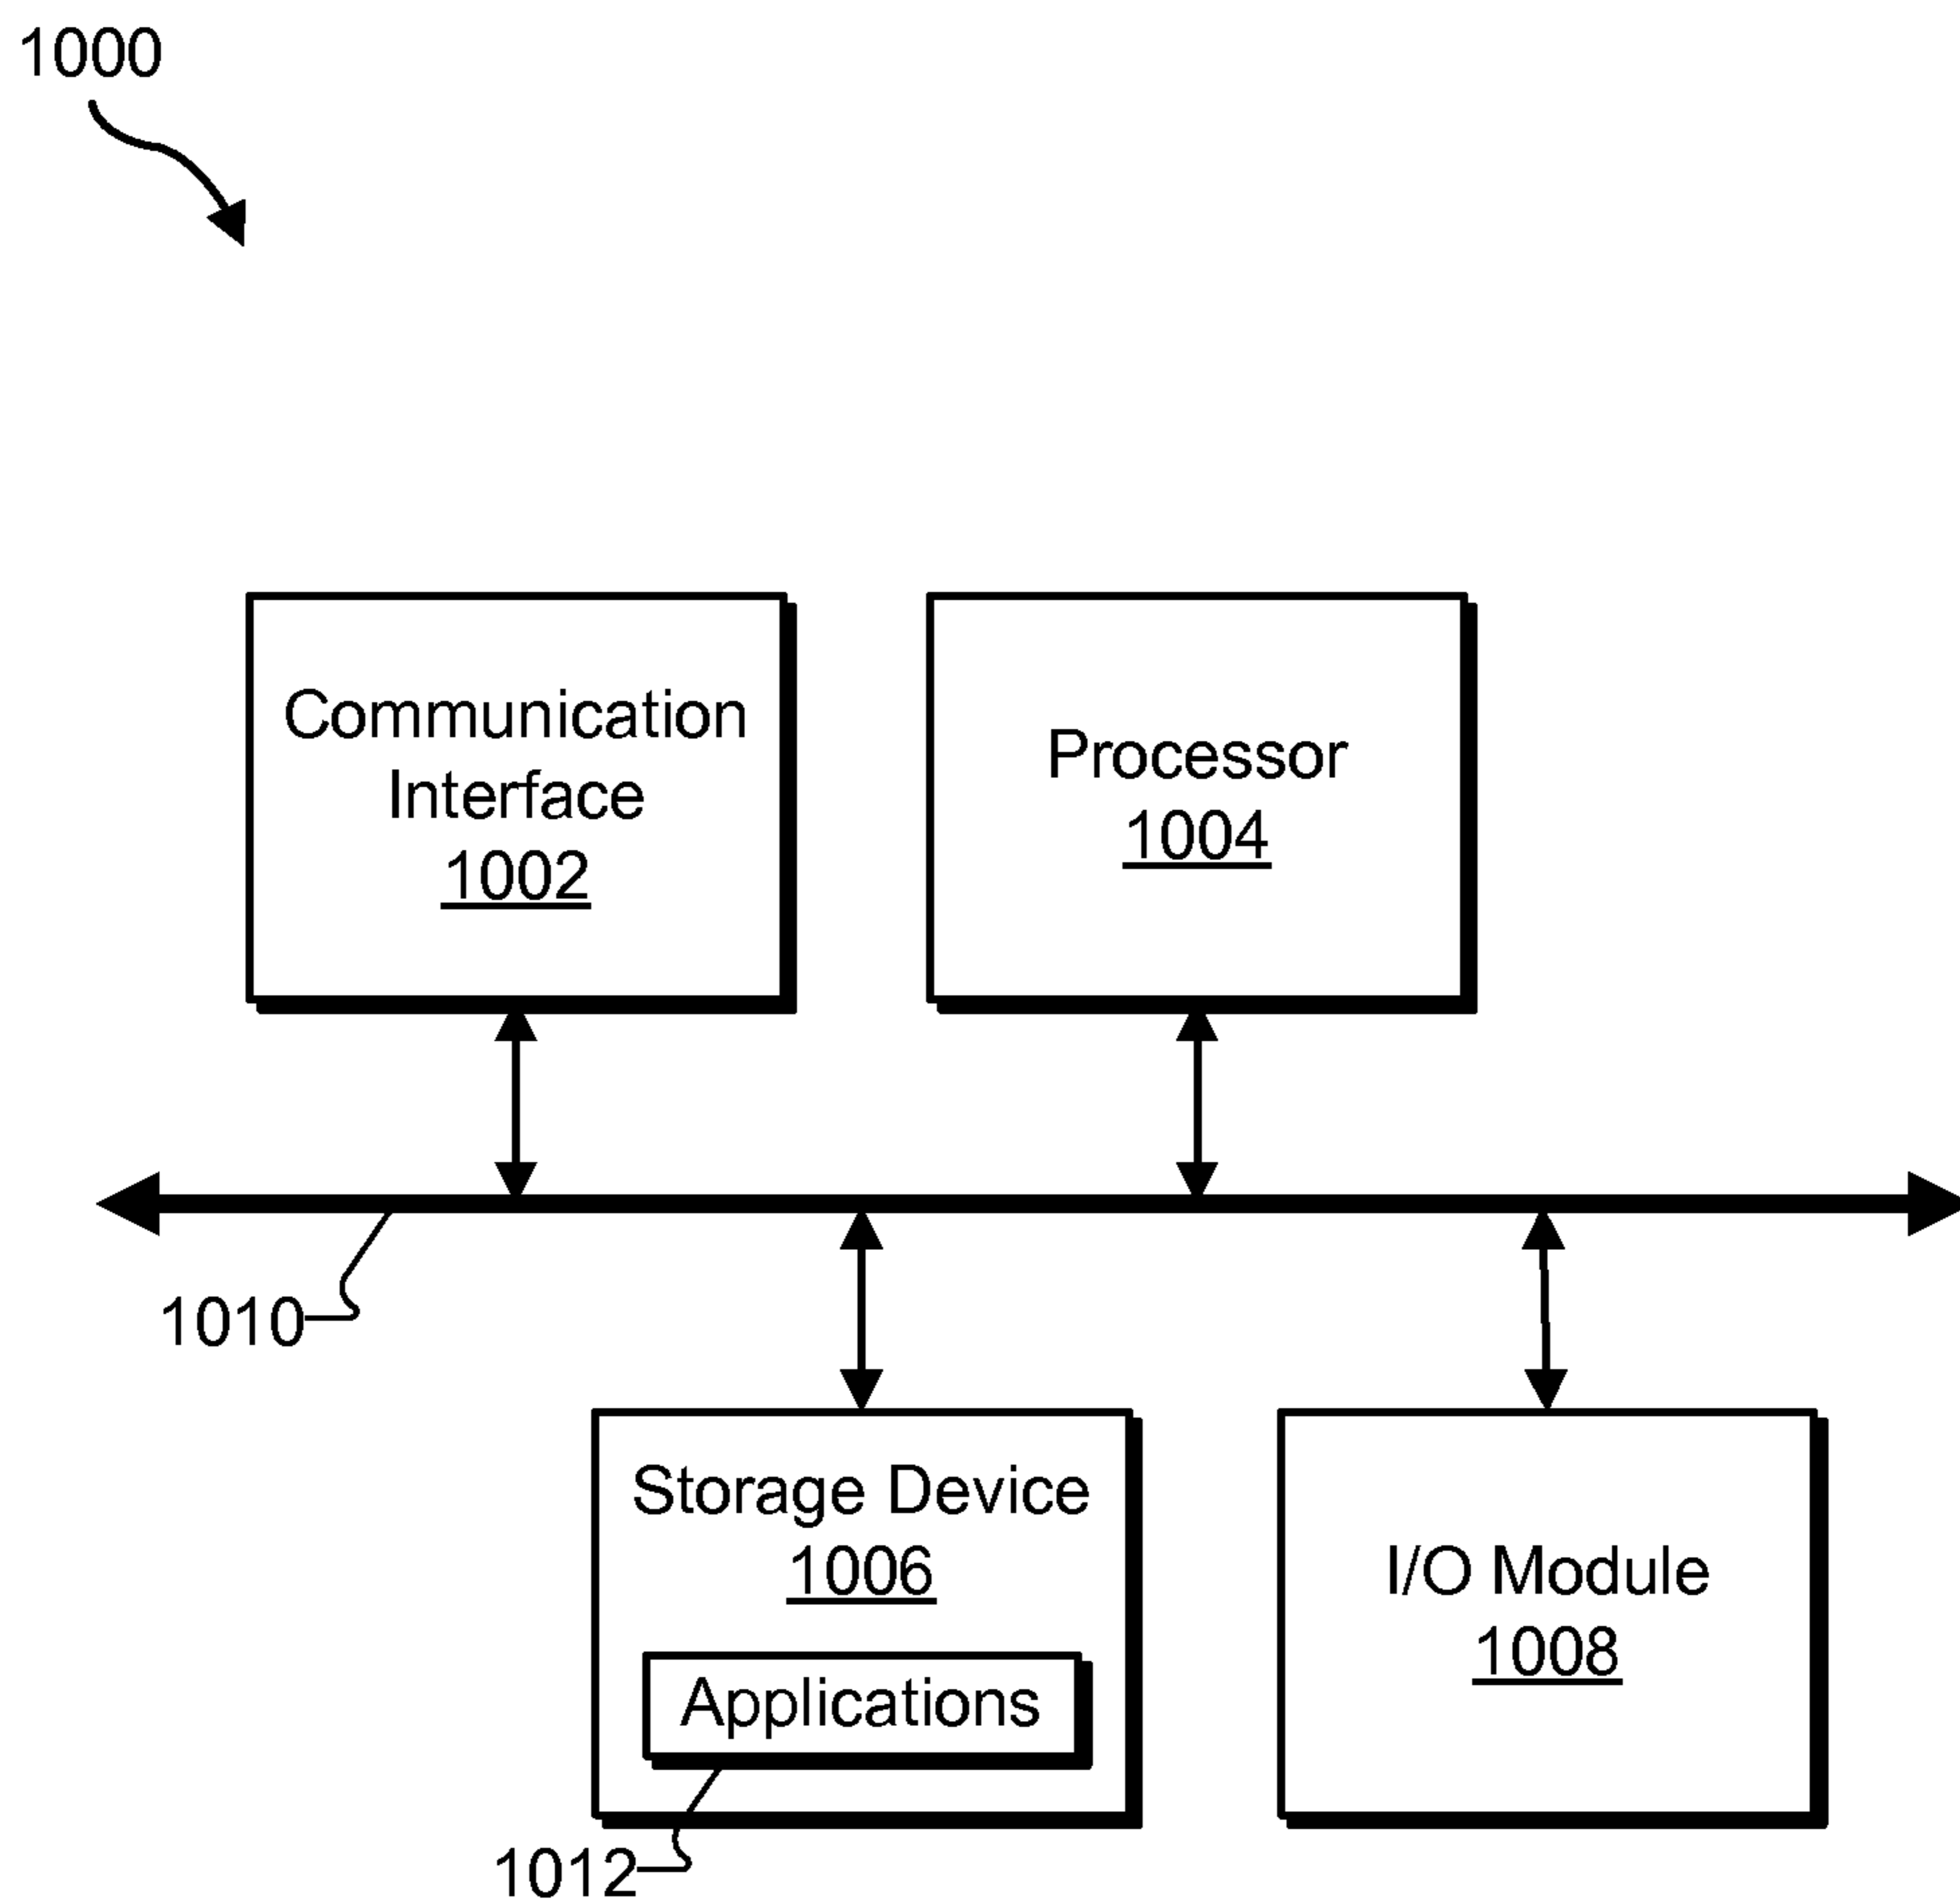 1000
Communication
Interface
1002
Processor
1004
1010
Storage Device
1006
Applications
1012
I/O Module
1008